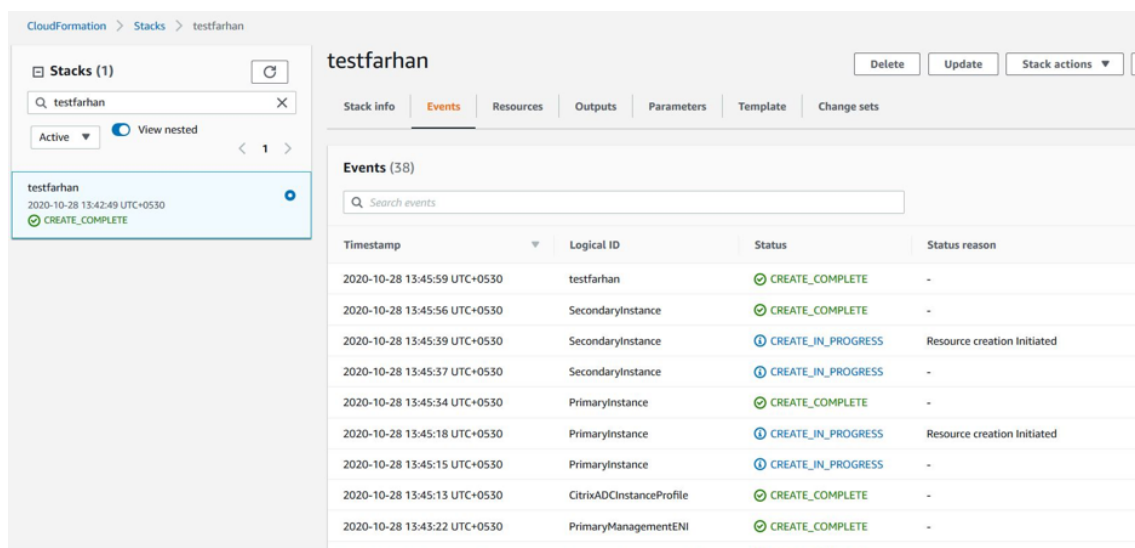 CloudFormation > Stacks > testfarhan
Stacks (1)
testfarhan
Active
View nested
< 1 >
testfarhan
2020-10-28 13:42:49 UTC+0530
CREATE_COMPLETE
testfarhan
Delete Update Stack actions
Stack info Events Resources Outputs Parameters Template Change sets
Events (38)
Search events
Timestamp Logical ID Status Status reason
2020-10-28 13:45:59 UTC+0530 testfarhan CREATE_COMPLETE -
2020-10-28 13:45:56 UTC+0530 SecondaryInstance CREATE_COMPLETE -
2020-10-28 13:45:39 UTC+0530 SecondaryInstance CREATE_IN_PROGRESS Resource creation Initiated
2020-10-28 13:45:37 UTC+0530 SecondaryInstance CREATE_IN_PROGRESS -
2020-10-28 13:45:34 UTC+0530 PrimaryInstance CREATE_COMPLETE -
2020-10-28 13:45:18 UTC+0530 PrimaryInstance CREATE_IN_PROGRESS Resource creation Initiated
2020-10-28 13:45:15 UTC+0530 PrimaryInstance CREATE_IN_PROGRESS -
2020-10-28 13:45:13 UTC+0530 CitrixADCInstanceProfile CREATE_COMPLETE -
2020-10-28 13:43:22 UTC+0530 PrimaryManagementENI CREATE_COMPLETE -